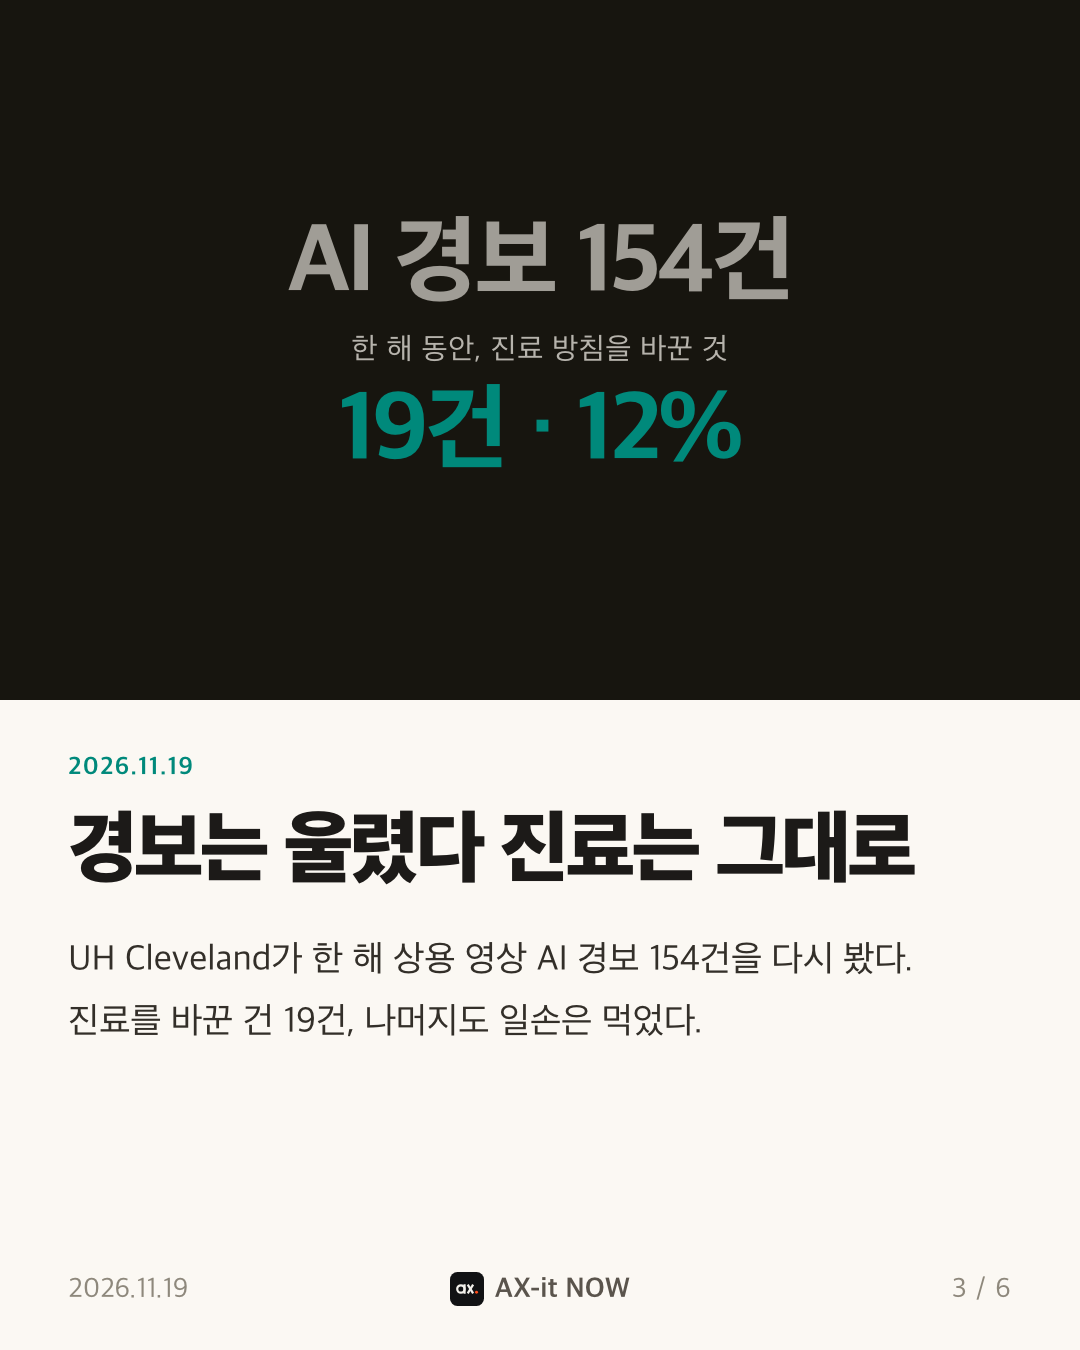 AI 경보 154건
한 해 동안, 진료 방침을 바꾼 것
19건 · 12%
2026.11.19
경보는 울렸다 진료는 그대로
UH Cleveland가 한 해 상용 영상 AI 경보 154건을 다시 봤다.
진료를 바꾼 건 19건, 나머지도 일손은 먹었다.
2026.11.19
ax. AX-it NOW
3 / 6